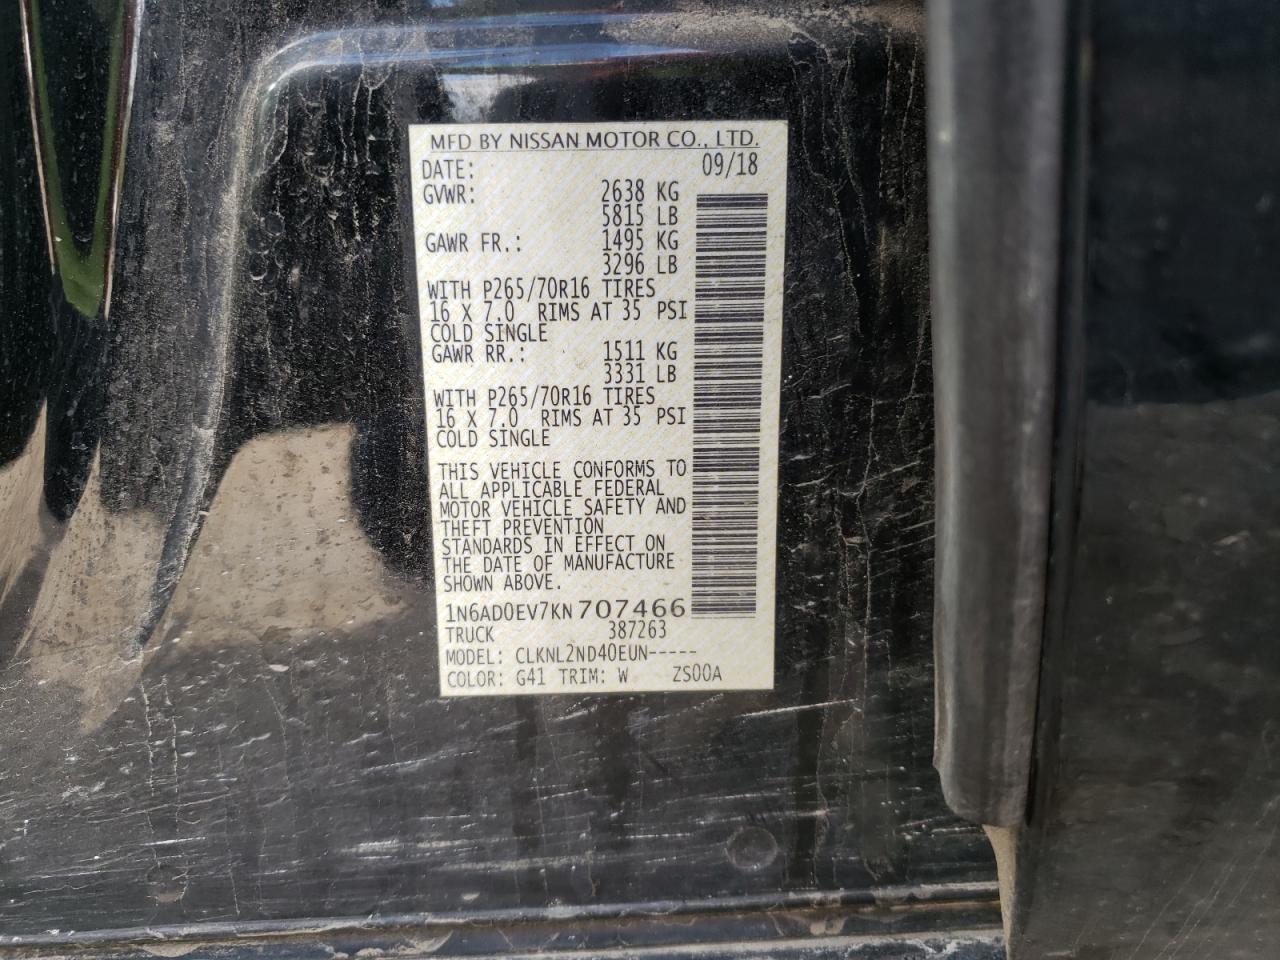 MFD BY NISSAN MOTOR CO., LTD.
DATE: 09/18
GVWR: 2638 KG
5815 LB
GAWR FR.: 1495 KG
3296 LB
WITH P265/70R16 TIRES
16 X 7.0 RIMS AT 35 PSI
COLD SINGLE
GAWR RR.: 1511 KG
3331 LB
WITH P265/70R16 TIRES
16 X 7.0 RIMS AT 35 PSI
COLD SINGLE
THIS VEHICLE CONFORMS TO
ALL APPLICABLE FEDERAL
MOTOR VEHICLE SAFETY AND
THEFT PREVENTION
STANDARDS IN EFFECT ON
THE DATE OF MANUFACTURE
SHOWN ABOVE.
1N6AD0EV7KN707466
TRUCK 387263
MODEL: CLKNL2ND40EUN-----
COLOR: G41 TRIM: W ZS00A